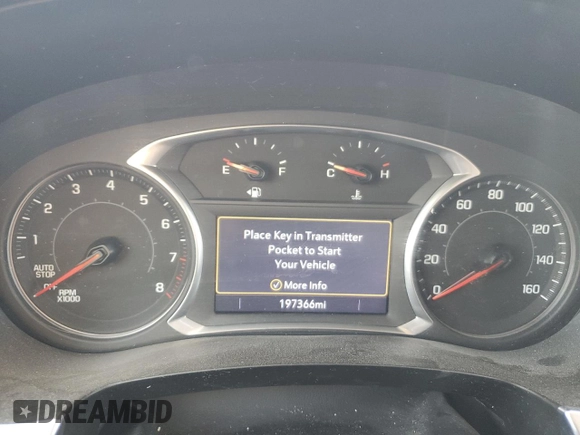 E F
C H
1 2 3 4 5 6 7 8
AUTO
STOP
OFF
RPM
X1000
Place Key in Transmitter
Pocket to Start
Your Vehicle
More Info
197366mi
0 20 40 60 80 100 120 140 160
DREAMBID